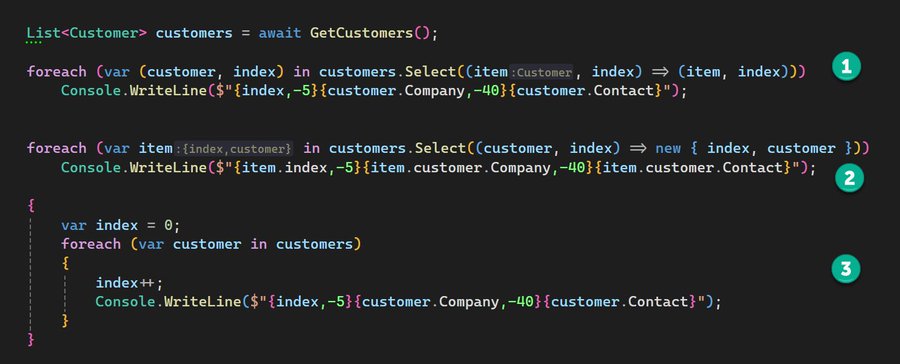 List<Customer> customers = await GetCustomers();
foreach (var (customer, index) in customers.Select((item:Customer, index) => (item, index)))
1
Console.WriteLine($"{index,-5}{customer.Company,-40}{customer.Contact}");
foreach (var item:{index,customer} in customers.Select((customer, index) => new { index, customer }))
Console.WriteLine($"{item.index,-5}{item.customer.Company,-40}{item.customer.Contact}");
2
{
var index = 0;
foreach (var customer in customers)
{
3
index++;
Console.WriteLine($"{index,-5}{customer.Company,-40}{customer.Contact}");
}
}